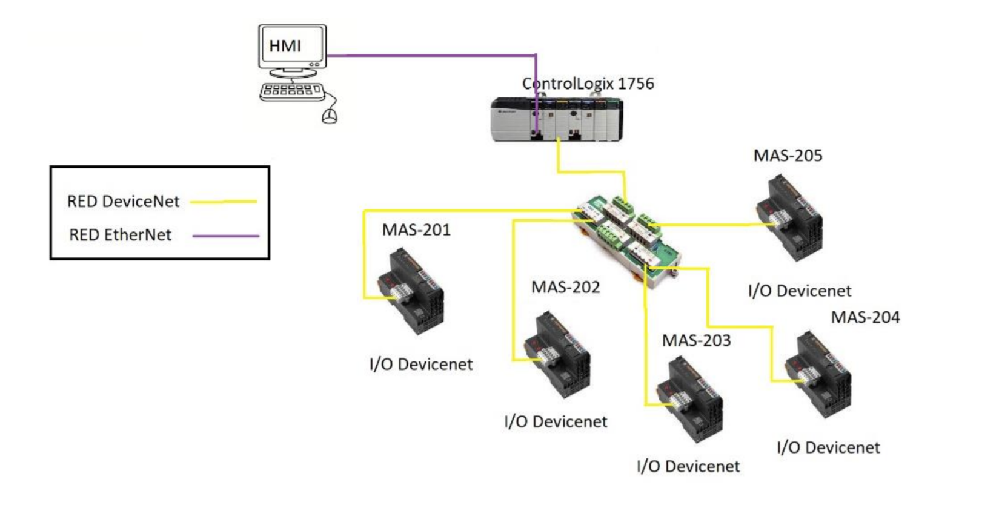 HMI
ControlLogix 1756
MAS-205
RED DeviceNet
RED EtherNet
MAS-201
MAS-202
I/O Devicenet
MAS-204
MAS-203
I/O Devicenet
I/O Devicenet
I/O Devicenet
I/O Devicenet